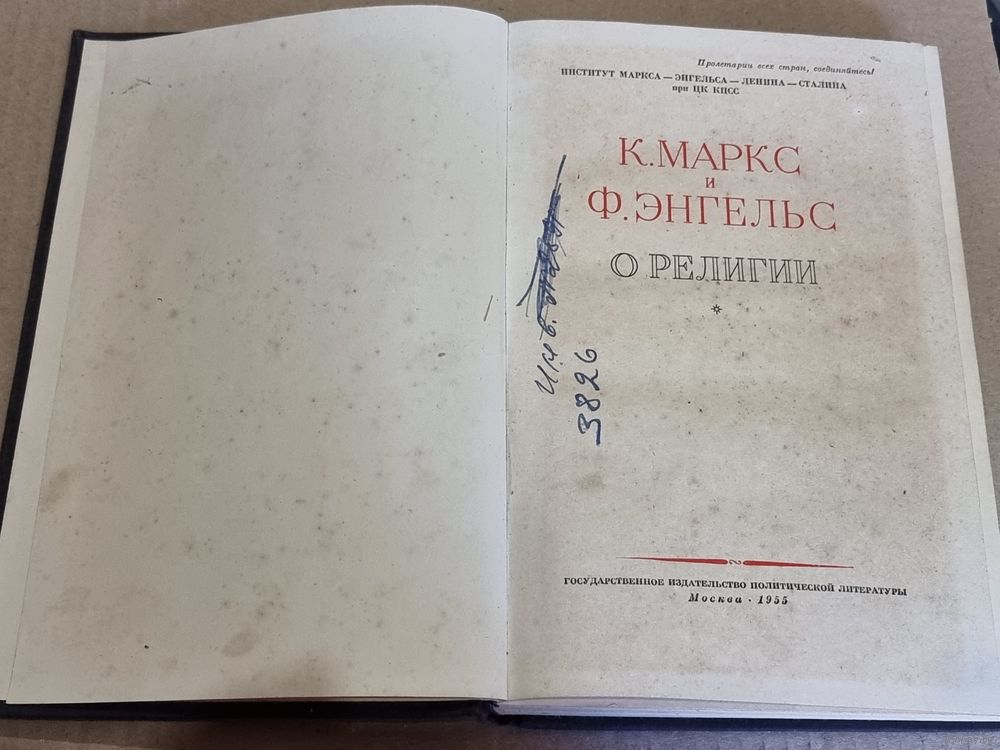 Пролетарии всех стран, соединяйтесь!
ИНСТИТУТ МАРКСА — ЭНГЕЛЬСА — ЛЕНИНА — СТАЛИНА
при ЦК КПСС
К. МАРКС
и
Ф. ЭНГЕЛЬС
О РЕЛИГИИ
Инв.
3826
ГОСУДАРСТВЕННОЕ ИЗДАТЕЛЬСТВО ПОЛИТИЧЕСКОЙ ЛИТЕРАТУРЫ
Москва · 1955